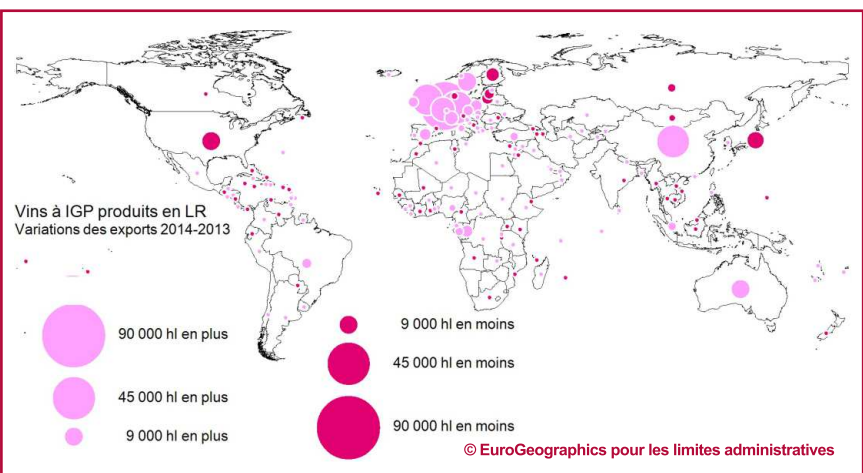 Vins à IGP produits en LR
Variations des exports 2014-2013
90 000 hl en plus
45 000 hl en plus
9 000 hl en plus
9 000 hl en moins
45 000 hl en moins
90 000 hl en moins
© EuroGeographics pour les limites administratives